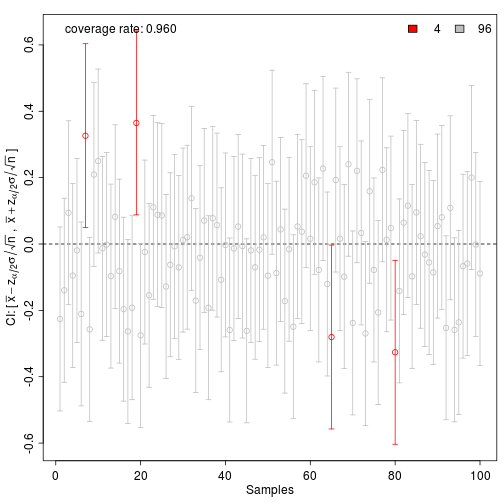 coverage rate: 0.960
4
96
0.6
0.4
0.2
0.0
-0.2
-0.4
-0.6
CI: [ x̅ − zα/2σ/√n , x̅ + zα/2σ/√n ]
0 20 40 60 80 100
Samples